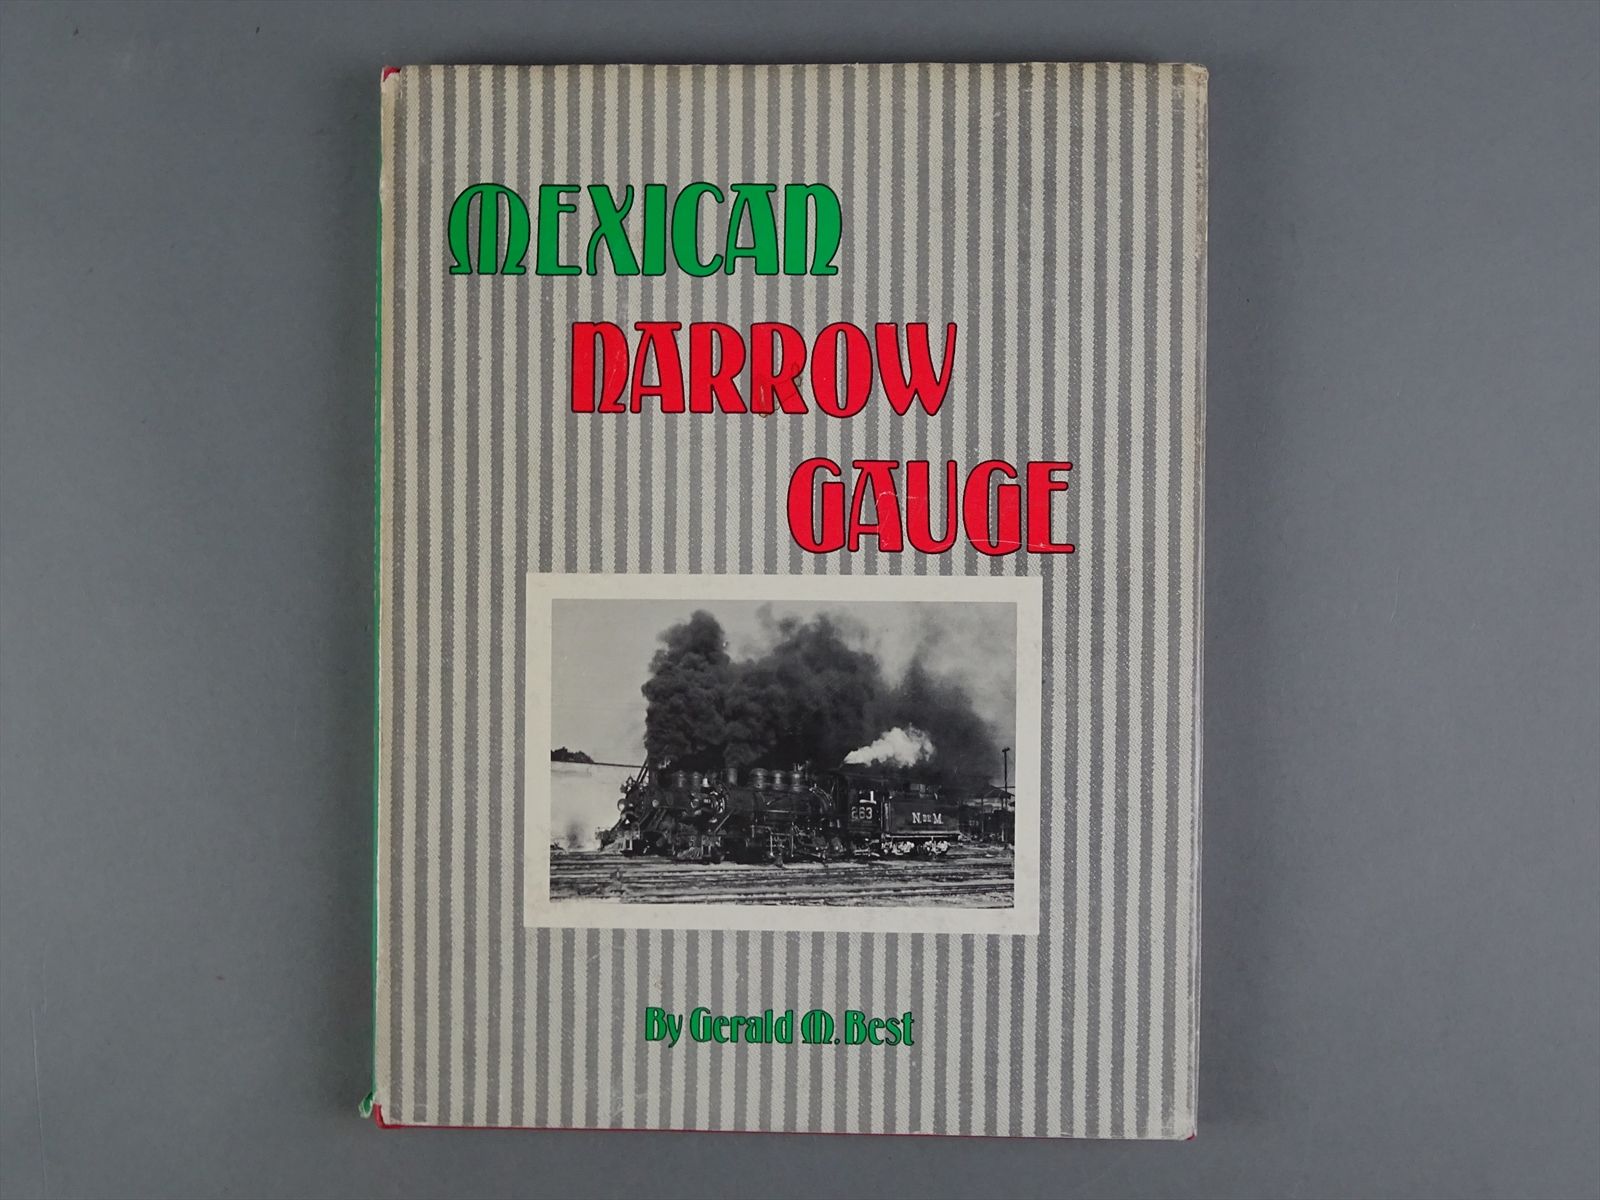 MEXICAN
NARROW
GAUGE
263
N. DE M.
By Gerald M. Best